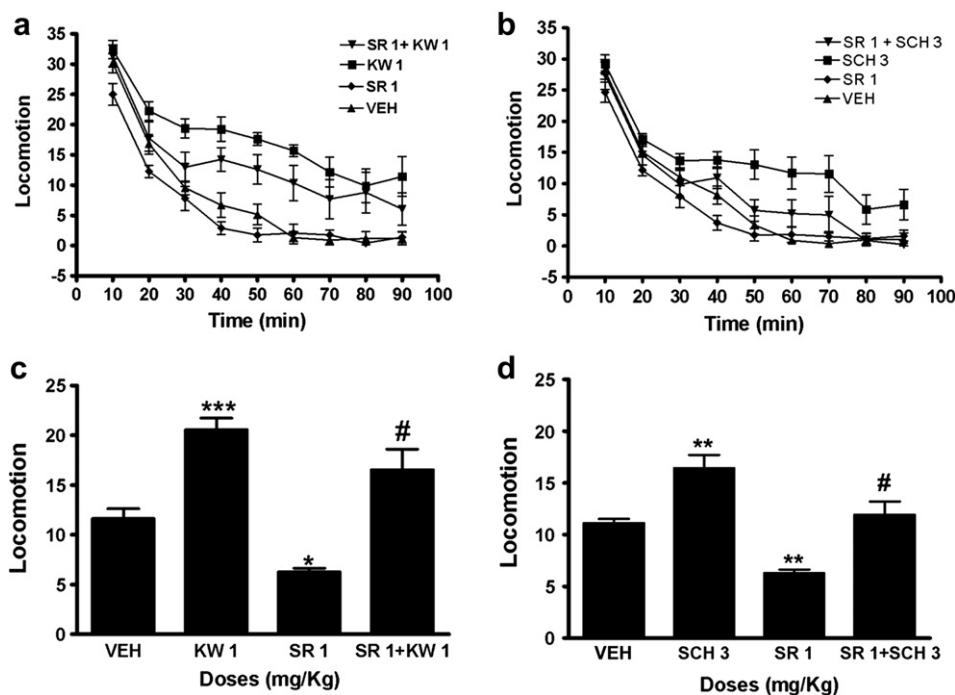 a
35
30
25
20
15
10
5
0
-5
Locomotion
0 10 20 30 40 50 60 70 80 90 100
Time (min)
SR 1+ KW 1
KW 1
SR 1
VEH
b
35
30
25
20
15
10
5
0
-5
Locomotion
0 10 20 30 40 50 60 70 80 90 100
Time (min)
SR 1 + SCH 3
SCH 3
SR 1
VEH
c
25
20
15
10
5
0
Locomotion
***
*
#
VEH KW 1 SR 1 SR 1+KW 1
Doses (mg/Kg)
d
25
20
15
10
5
0
Locomotion
**
**
#
VEH SCH 3 SR 1 SR 1+SCH 3
Doses (mg/Kg)